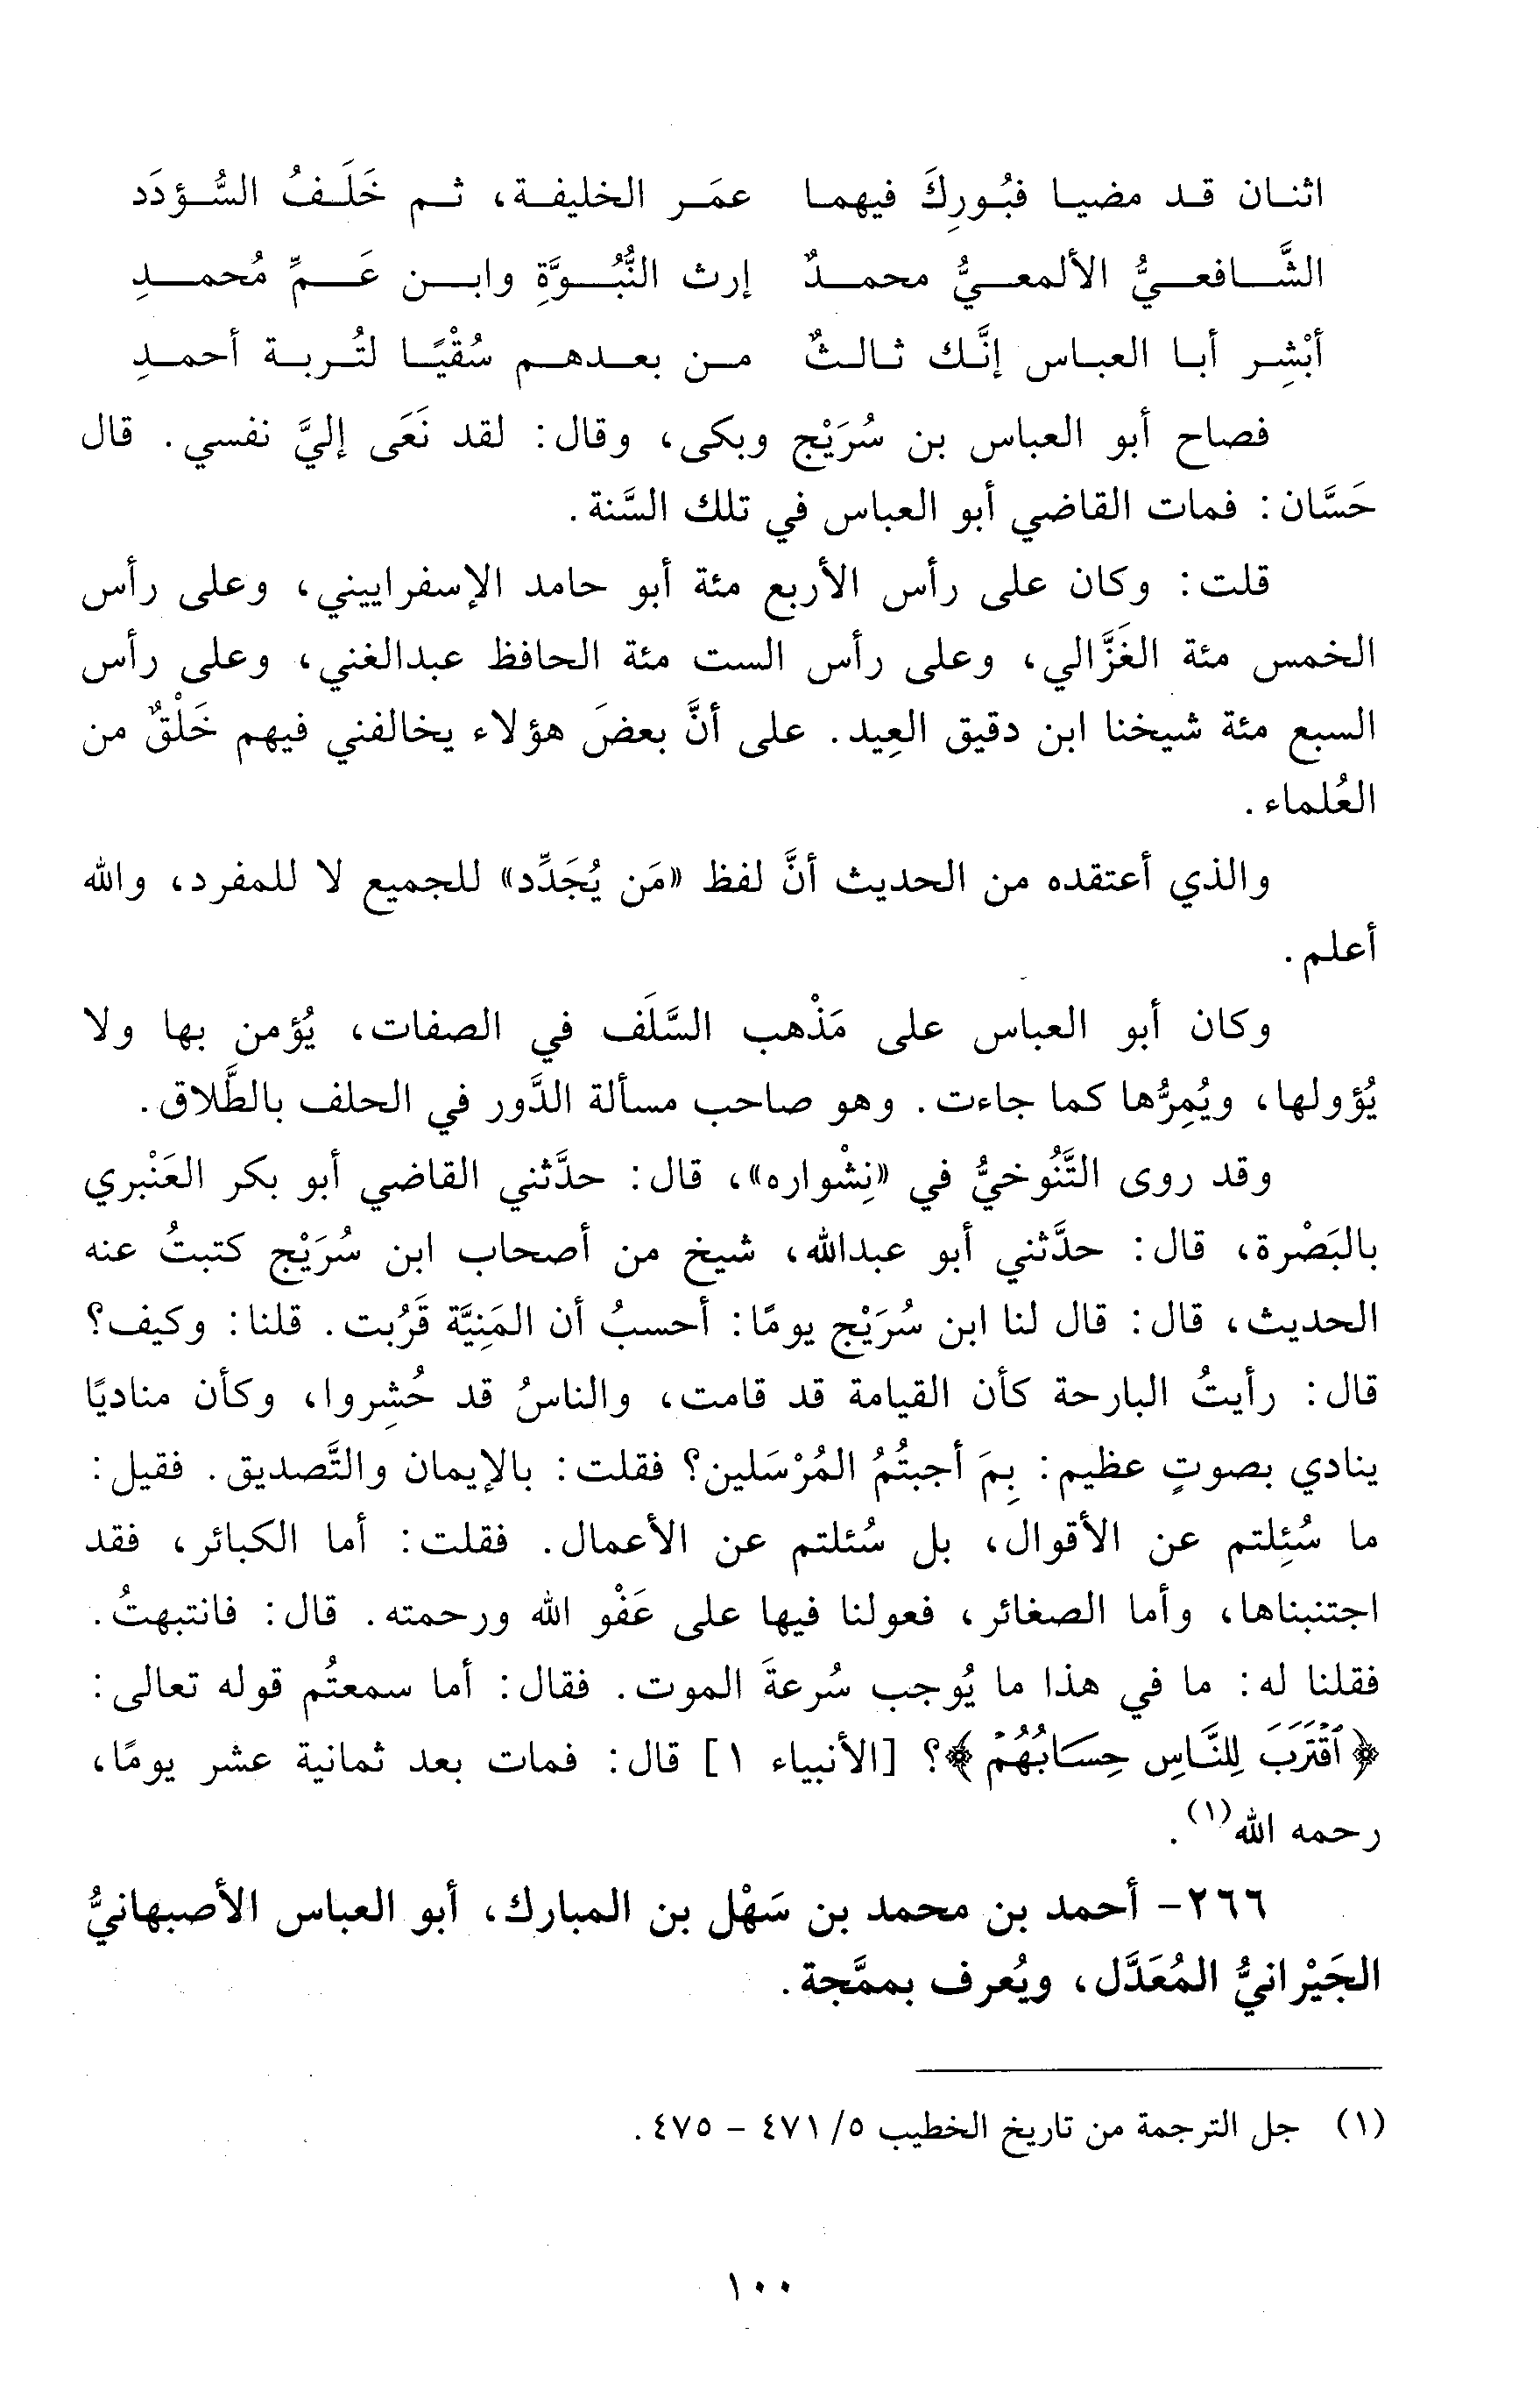 اثنان قد مضيا فبُورِكَ فيهما عمَر الخليفة، ثم خَلَفُ السُّؤدَد
الشَّافعيُّ الألمعيُّ محمدٌ إرث النُّبُوَّةِ وابن عَمِّ مُحمدِ
أبْشِر أبا العباس إنَّك ثالثٌ من بعدهم سُقْيًا لتُربة أحمدِ
فصاح أبو العباس بن سُرَيْج وبكى، وقال: لقد نَعَى إليَّ نفسي. قال
حَسَّان: فمات القاضي أبو العباس في تلك السَّنة.
قلت: وكان على رأس الأربع مئة أبو حامد الإسفراييني، وعلى رأس
الخمس مئة الغَزَّالي، وعلى رأس الست مئة الحافظ عبدالغني، وعلى رأس
السبع مئة شيخنا ابن دقيق العِيد. على أنَّ بعضَ هؤلاء يخالفني فيهم خَلْقٌ من
العُلماء.
والذي أعتقده من الحديث أنَّ لفظ «مَن يُجَدِّد» للجميع لا للمفرد، والله
أعلم.
وكان أبو العباس على مَذْهب السَّلَف في الصفات، يُؤمن بها ولا
يُؤولها، ويُمِرُّها كما جاءت. وهو صاحب مسألة الدَّور في الحلف بالطَّلاق.
وقد روى التَّنُوخيُّ في «نِشْواره»، قال: حدَّثني القاضي أبو بكر العَنْبري
بالبَصْرة، قال: حدَّثني أبو عبدالله، شيخ من أصحاب ابن سُرَيْج كتبتُ عنه
الحديث، قال: قال لنا ابن سُرَيْج يومًا: أحسبُ أن المَنِيَّة قَرُبت. قلنا: وكيف؟
قال: رأيتُ البارحة كأن القيامة قد قامت، والناسُ قد حُشِروا، وكأن مناديًا
ينادي بصوتٍ عظيم: بِمَ أجبتُمُ المُرْسَلين؟ فقلت: بالإيمان والتَّصديق. فقيل:
ما سُئِلتم عن الأقوال، بل سُئلتم عن الأعمال. فقلت: أما الكبائر، فقد
اجتنبناها، وأما الصغائر، فعولنا فيها على عَفْو الله ورحمته. قال: فانتبهتُ.
فقلنا له: ما في هذا ما يُوجب سُرعةَ الموت. فقال: أما سمعتُم قوله تعالى:
﴿ٱقْتَرَبَ لِلنَّاسِ حِسَابُهُمْ﴾؟ [الأنبياء ١] قال: فمات بعد ثمانية عشر يومًا،
رحمه الله(١).
٢٦٦- أحمد بن محمد بن سَهْل بن المبارك، أبو العباس الأصبهانيُّ
الجَيْرانيُّ المُعَدَّل، ويُعرف بممَّجة.
(١) جل الترجمة من تاريخ الخطيب ٥/ ٤٧١ - ٤٧٥.
١٠٠